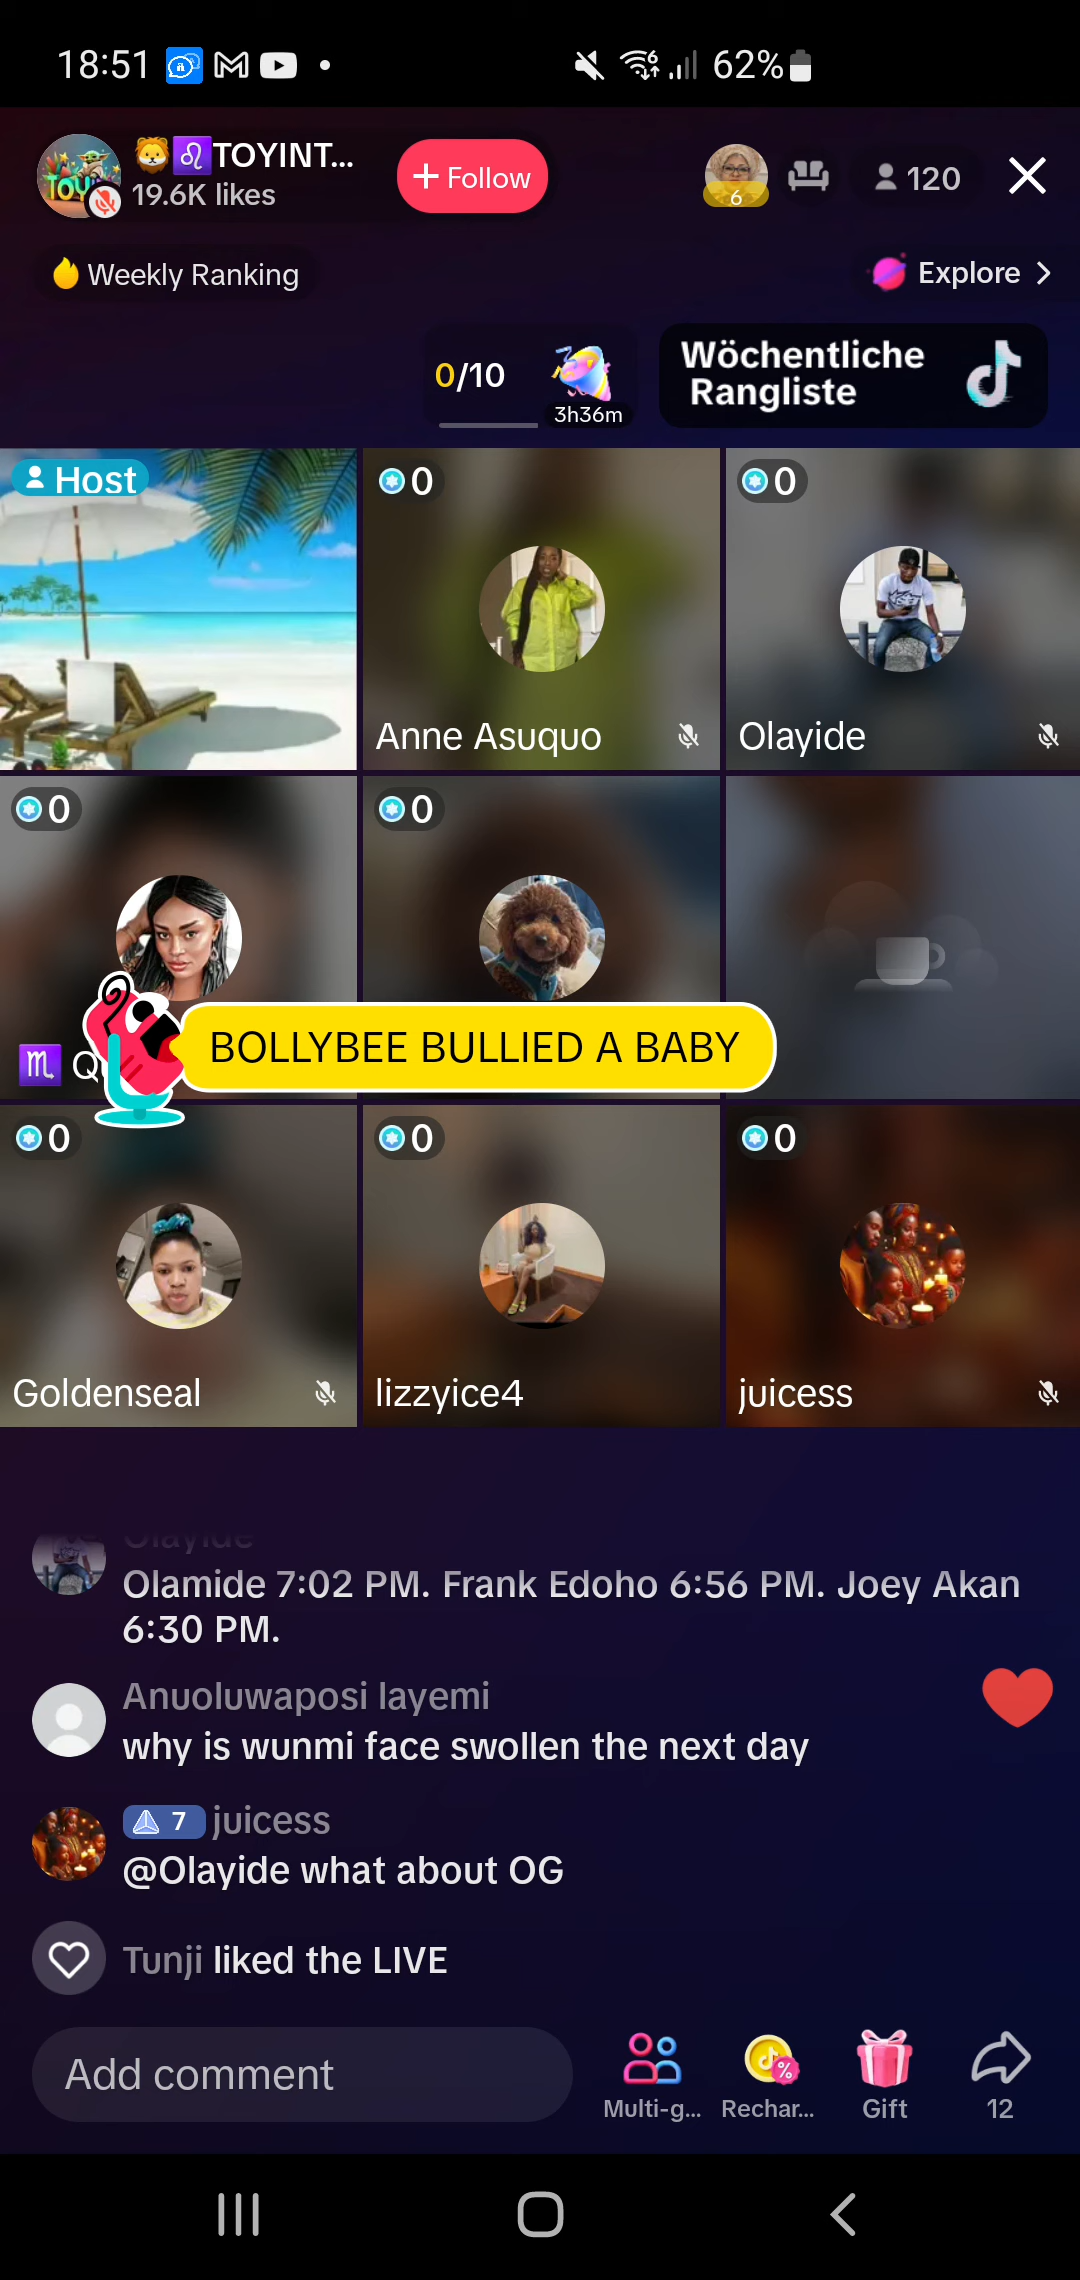 18:51
62%
TOYINT...
19.6K likes
+ Follow
6
120
Weekly Ranking
Explore >
0/10
3h36m
Wöchentliche
Rangliste
Host
0
0
Anne Asuquo
Olayide
0
0
BOLLYBEE BULLIED A BABY
0
0
0
Goldenseal
lizzyice4
juicess
Olayide
Olamide 7:02 PM. Frank Edoho 6:56 PM. Joey Akan
6:30 PM.
Anuoluwaposi layemi
why is wunmi face swollen the next day
7 juicess
@Olayide what about OG
Tunji liked the LIVE
Add comment
Multi-g...
Rechar...
Gift
12